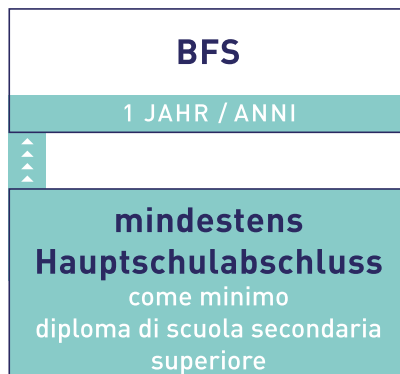 BFS
1 JAHR / ANNI
mindestens
Hauptschulabschluss
come minimo
diploma di scuola secondaria
superiore